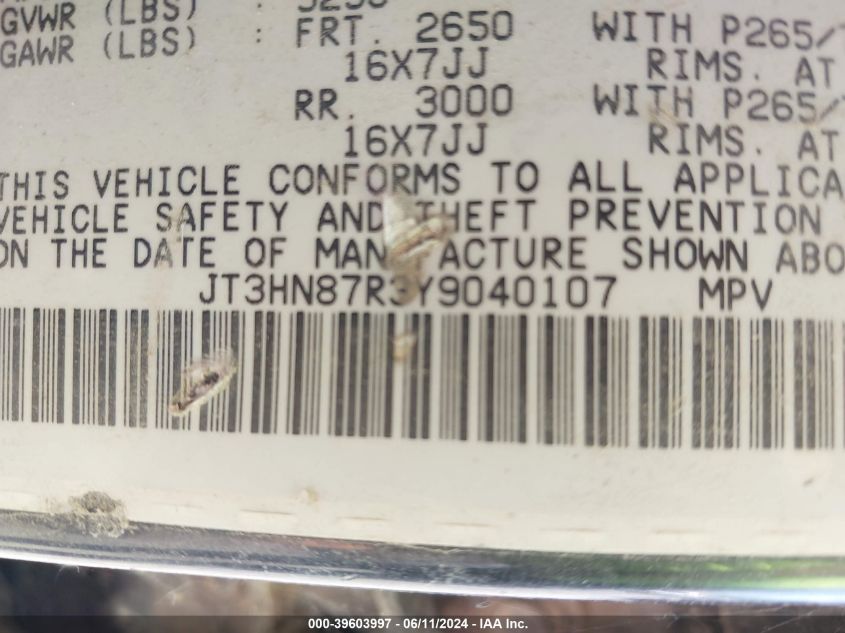 GVWR (LBS) : 5250
GAWR (LBS) : FRT. 2650 WITH P265/
16X7JJ RIMS. AT
RR. 3000 WITH P265/
16X7JJ RIMS. AT
THIS VEHICLE CONFORMS TO ALL APPLICA
VEHICLE SAFETY AND THEFT PREVENTION
ON THE DATE OF MANUFACTURE SHOWN ABO
JT3HN87R3Y9040107 MPV
000-39603997 - 06/11/2024 - IAA Inc.